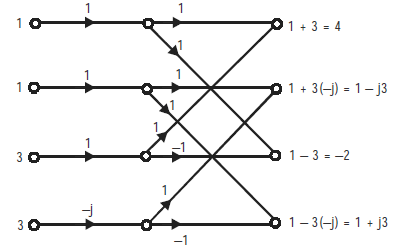 1 1 1 1 + 3 = 4
1
1 1 1 1 + 3(–j) = 1 – j3
1
3 1 1 –1 1 – 3 = –2
3 –j 1 1 – 3(–j) = 1 + j3
–1